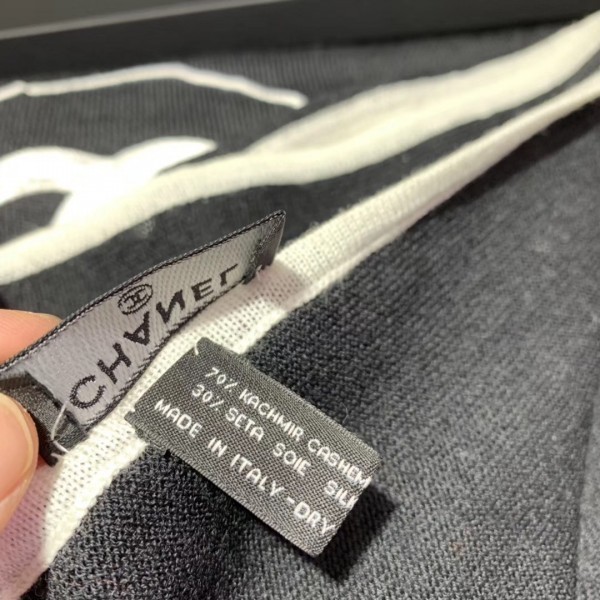 CHANEL
70% KACHMIR CASHEM
30% SETA SOIE SIL
MADE IN ITALY-DRY